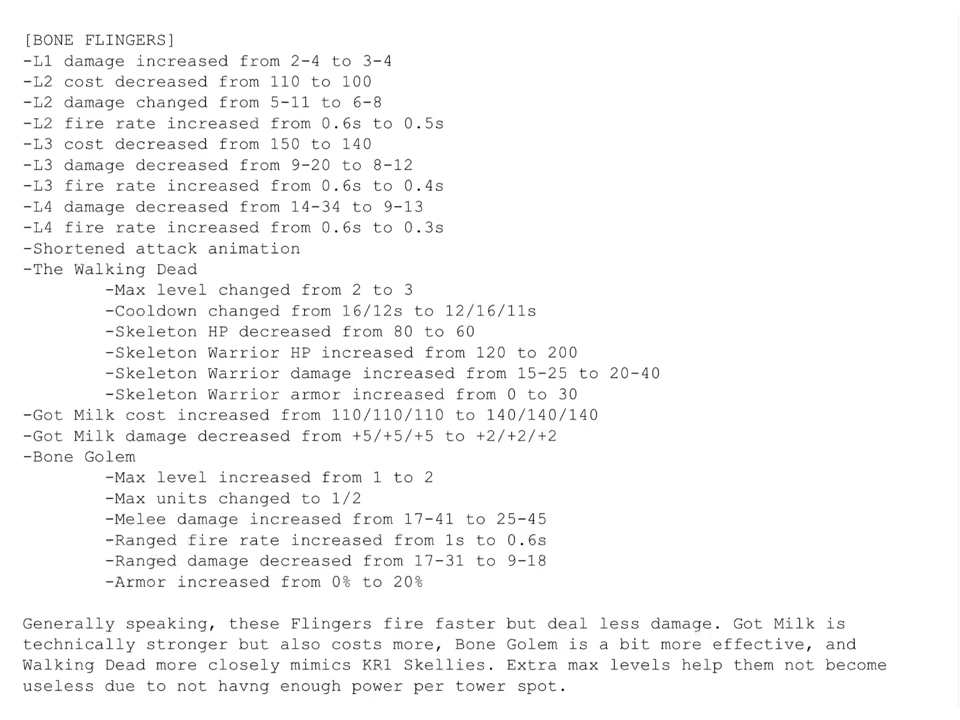 [BONE FLINGERS]
-L1 damage increased from 2-4 to 3-4
-L2 cost decreased from 110 to 100
-L2 damage changed from 5-11 to 6-8
-L2 fire rate increased from 0.6s to 0.5s
-L3 cost decreased from 150 to 140
-L3 damage decreased from 9-20 to 8-12
-L3 fire rate increased from 0.6s to 0.4s
-L4 damage decreased from 14-34 to 9-13
-L4 fire rate increased from 0.6s to 0.3s
-Shortened attack animation
-The Walking Dead
-Max level changed from 2 to 3
-Cooldown changed from 16/12s to 12/16/11s
-Skeleton HP decreased from 80 to 60
-Skeleton Warrior HP increased from 120 to 200
-Skeleton Warrior damage increased from 15-25 to 20-40
-Skeleton Warrior armor increased from 0 to 30
-Got Milk cost increased from 110/110/110 to 140/140/140
-Got Milk damage decreased from +5/+5/+5 to +2/+2/+2
-Bone Golem
-Max level increased from 1 to 2
-Max units changed to 1/2
-Melee damage increased from 17-41 to 25-45
-Ranged fire rate increased from 1s to 0.6s
-Ranged damage decreased from 17-31 to 9-18
-Armor increased from 0% to 20%
Generally speaking, these Flingers fire faster but deal less damage. Got Milk is
technically stronger but also costs more, Bone Golem is a bit more effective, and
Walking Dead more closely mimics KR1 Skellies. Extra max levels help them not become
useless due to not havng enough power per tower spot.